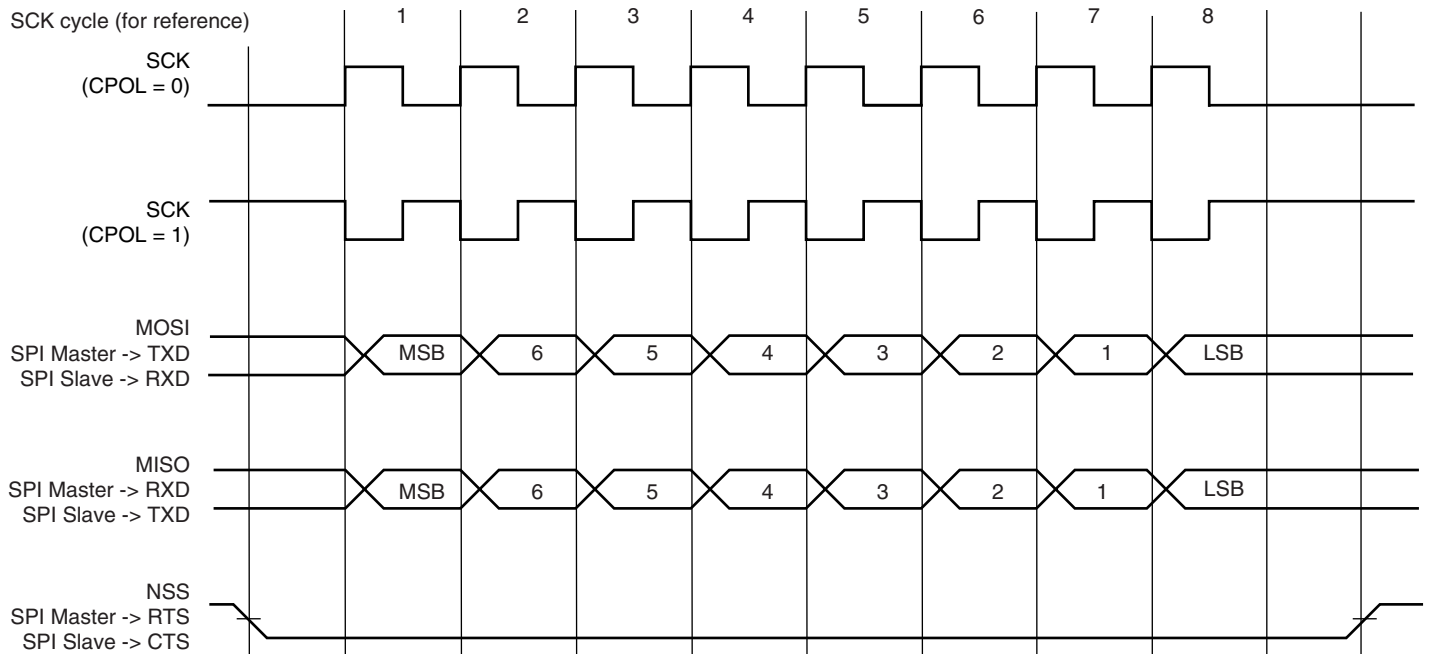 SCK cycle (for reference)
1 2 3 4 5 6 7 8
SCK
(CPOL = 0)
SCK
(CPOL = 1)
MOSI
SPI Master -> TXD
SPI Slave -> RXD
MSB 6 5 4 3 2 1 LSB
MISO
SPI Master -> RXD
SPI Slave -> TXD
MSB 6 5 4 3 2 1 LSB
NSS
SPI Master -> RTS
SPI Slave -> CTS